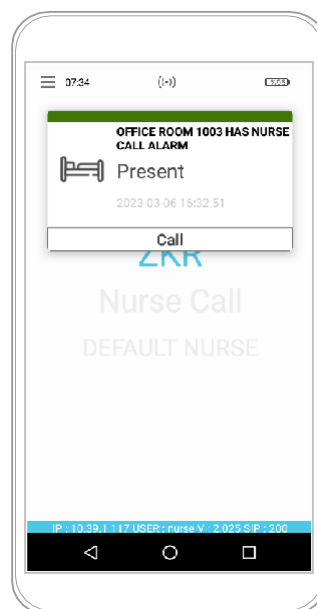 07:34
OFFICE ROOM 1003 HAS NURSE
CALL ALARM
Present
2023-03-06 16:32:51
Call
ZKR
Nurse Call
DEFAULT NURSE
IP : 10.39.1.117 USER : nurse V : 2.025 SIP : 200